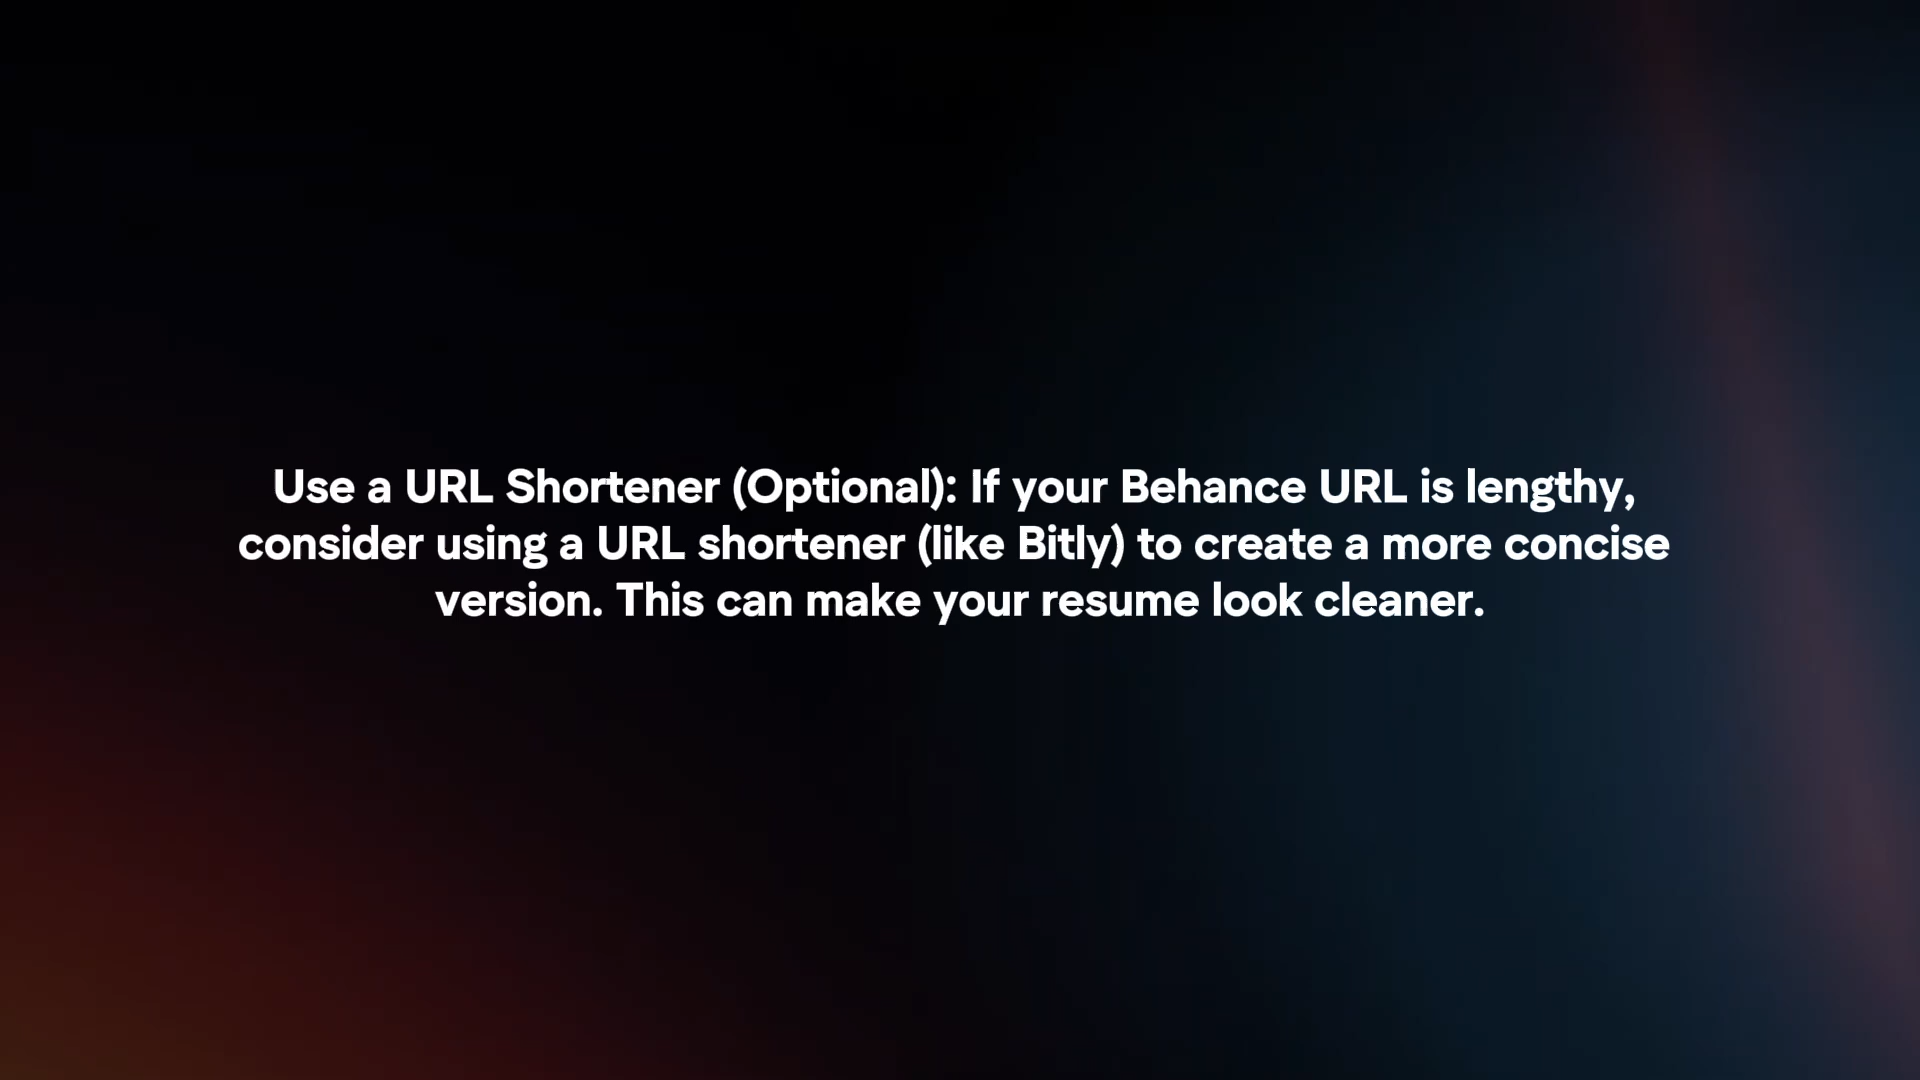 Use a URL Shortener (Optional): If your Behance URL is lengthy,
consider using a URL shortener (like Bitly) to create a more concise
version. This can make your resume look cleaner.